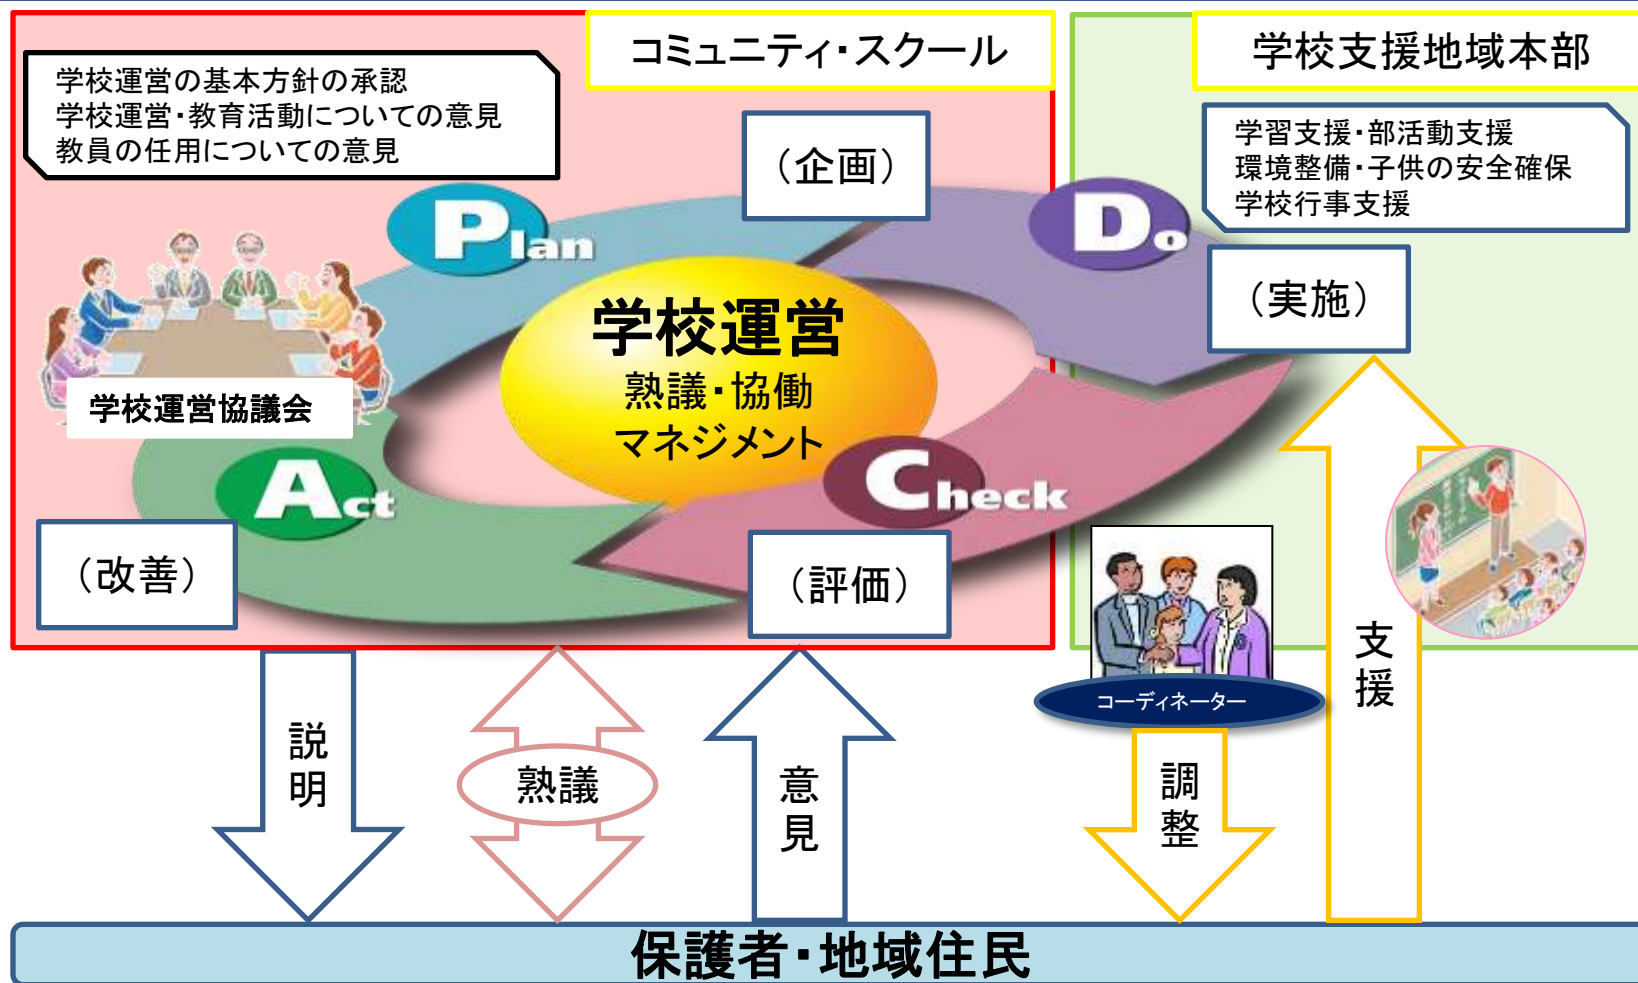 コミュニティ・スクール
学校支援地域本部
学校運営の基本方針の承認
学校運営・教育活動についての意見
教員の任用についての意見
(企画)
学習支援・部活動支援
環境整備・子供の安全確保
学校行事支援
Plan
Do
(実施)
学校運営
熟議・協働
マネジメント
学校運営協議会
Act
Check
(改善)
(評価)
コーディネーター
支援
説明
熟議
意見
調整
保護者・地域住民